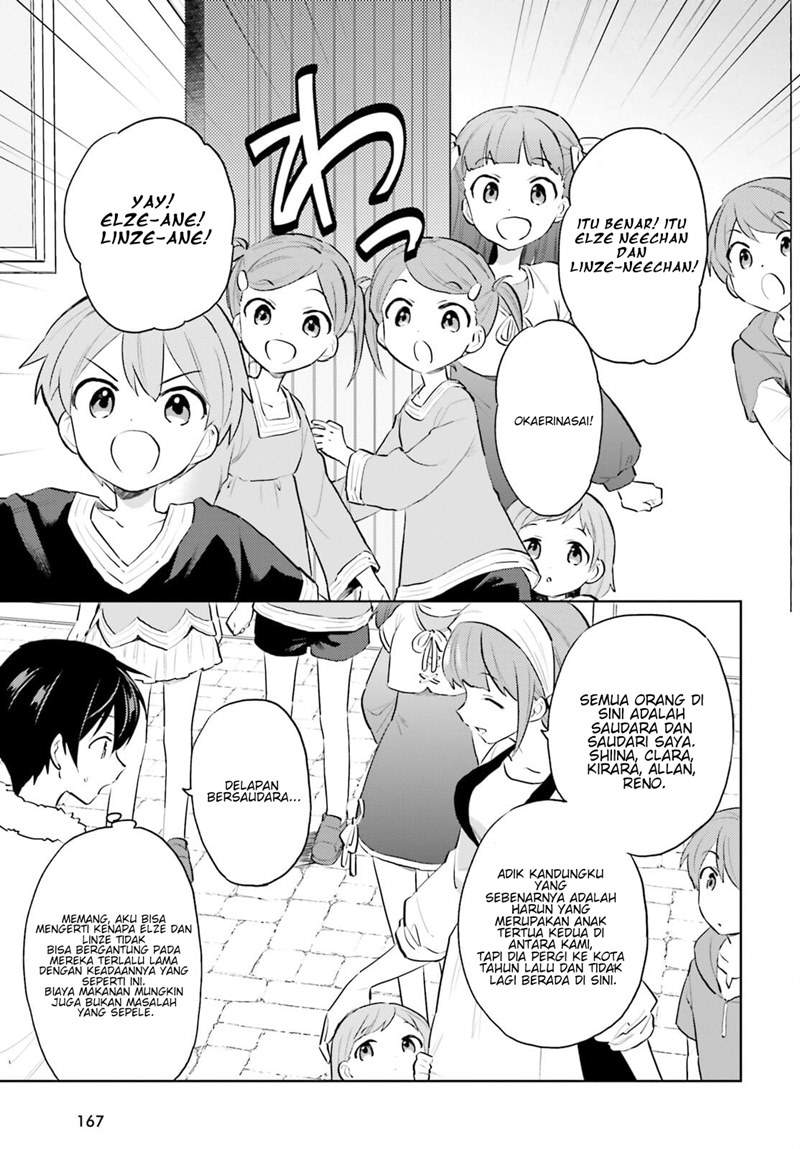 ITU BENAR! ITU
ELZE NEECHAN
DAN
LINZE-NEECHAN!
わっ
YAY!
ELZE-ANE!
LINZE-ANE!
OKAERINASAI!
SEMUA ORANG DI
SINI ADALAH
SAUDARA DAN
SAUDARI SAYA.
SHIINA, CLARA,
KIRARA, ALLAN,
RENO.
ADIK KANDUNGKU
YANG
SEBENARNYA ADALAH
HARUN YANG
MERUPAKAN ANAK
TERTUA KEDUA DI
ANTARA KAMI,
TAPI DIA PERGI KE KOTA
TAHUN LALU DAN TIDAK
LAGI BERADA DI SINI.
DELAPAN
BERSAUDARA...
MEMANG, AKU BISA
MENGERTI KENAPA ELZE DAN
LINZE TIDAK
BISA BERGANTUNG PADA
MEREKA TERLALU LAMA
DENGAN KEADAANNYA YANG
SEPERTI INI.
BIAYA MAKANAN MUNGKIN
JUGA BUKAN MASALAH
YANG SEPELE.
167